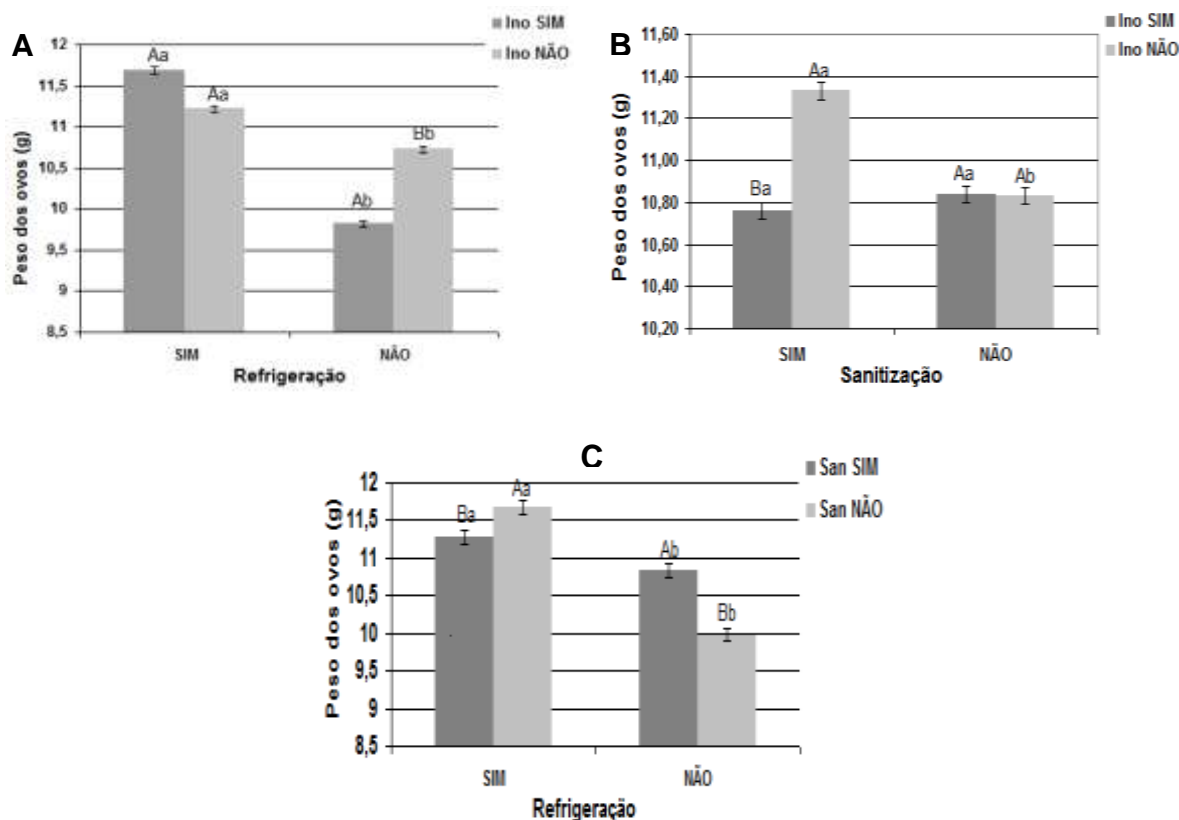 A
Ino SIM
Ino NÃO
Peso dos ovos (g)
12
11,5
11
10,5
10
9,5
9
8,5
Aa
Aa
Ab
Bb
SIM
NÃO
Refrigeração
B
Ino SIM
Ino NÃO
Peso dos ovos (g)
11,60
11,40
11,20
11,00
10,80
10,60
10,40
10,20
Ba
Aa
Aa
Ab
SIM
NÃO
Sanitização
C
San SIM
San NÃO
Peso dos ovos (g)
12
11,5
11
10,5
10
9,5
9
8,5
Ba
Aa
Ab
Bb
SIM
NÃO
Refrigeração